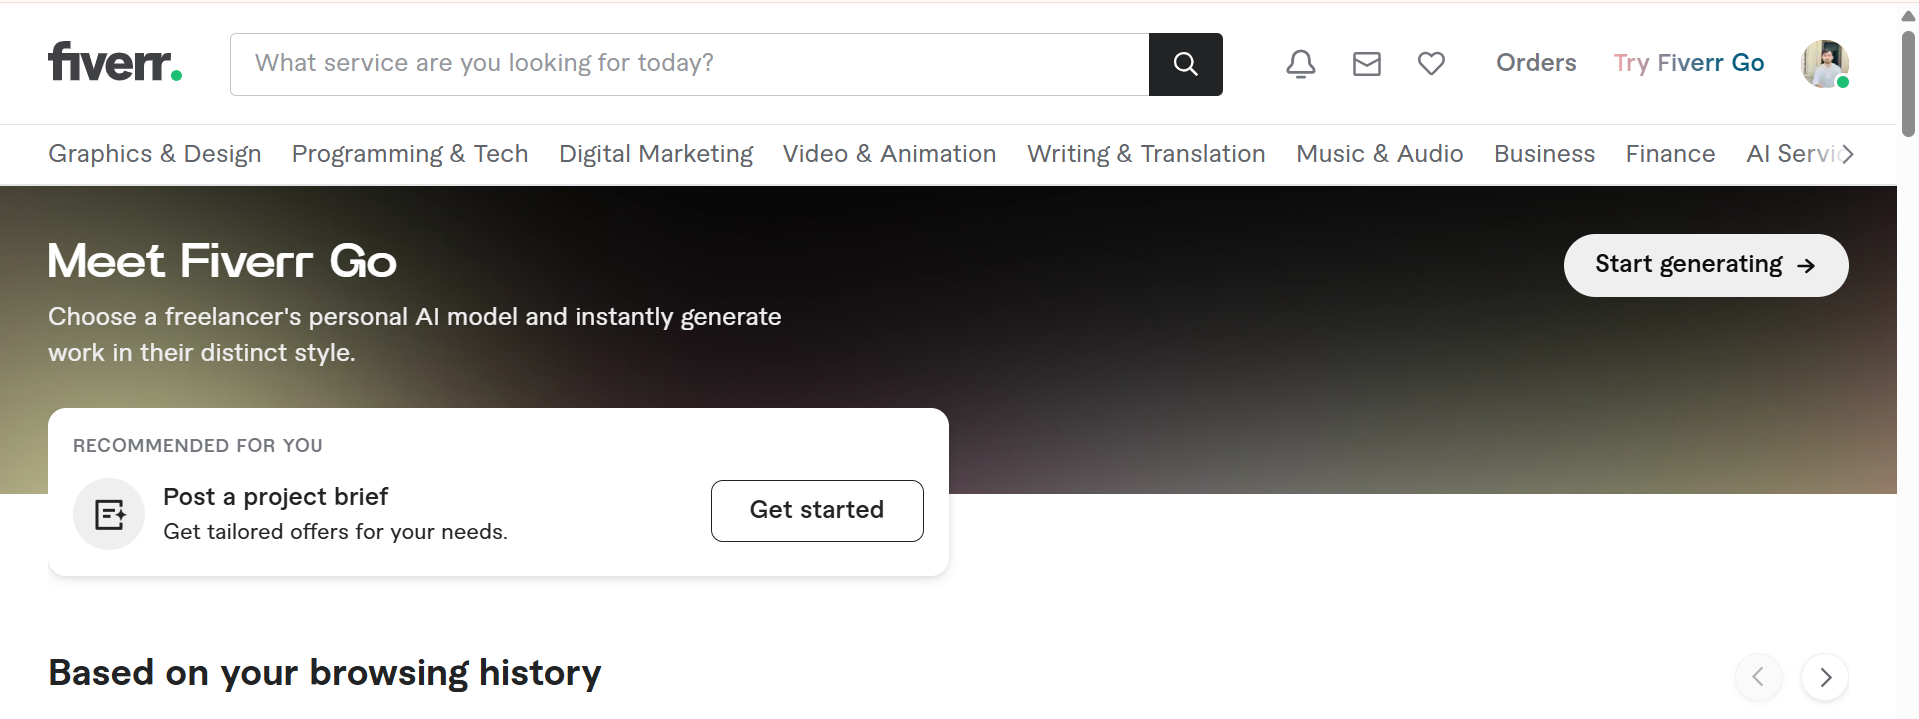 fiverr.
What service are you looking for today?
Orders
Try Fiverr Go
Graphics & Design
Programming & Tech
Digital Marketing
Video & Animation
Writing & Translation
Music & Audio
Business
Finance
AI Servic
Meet Fiverr Go
Start generating →
Choose a freelancer's personal AI model and instantly generate
work in their distinct style.
RECOMMENDED FOR YOU
Post a project brief
Get tailored offers for your needs.
Get started
Based on your browsing history